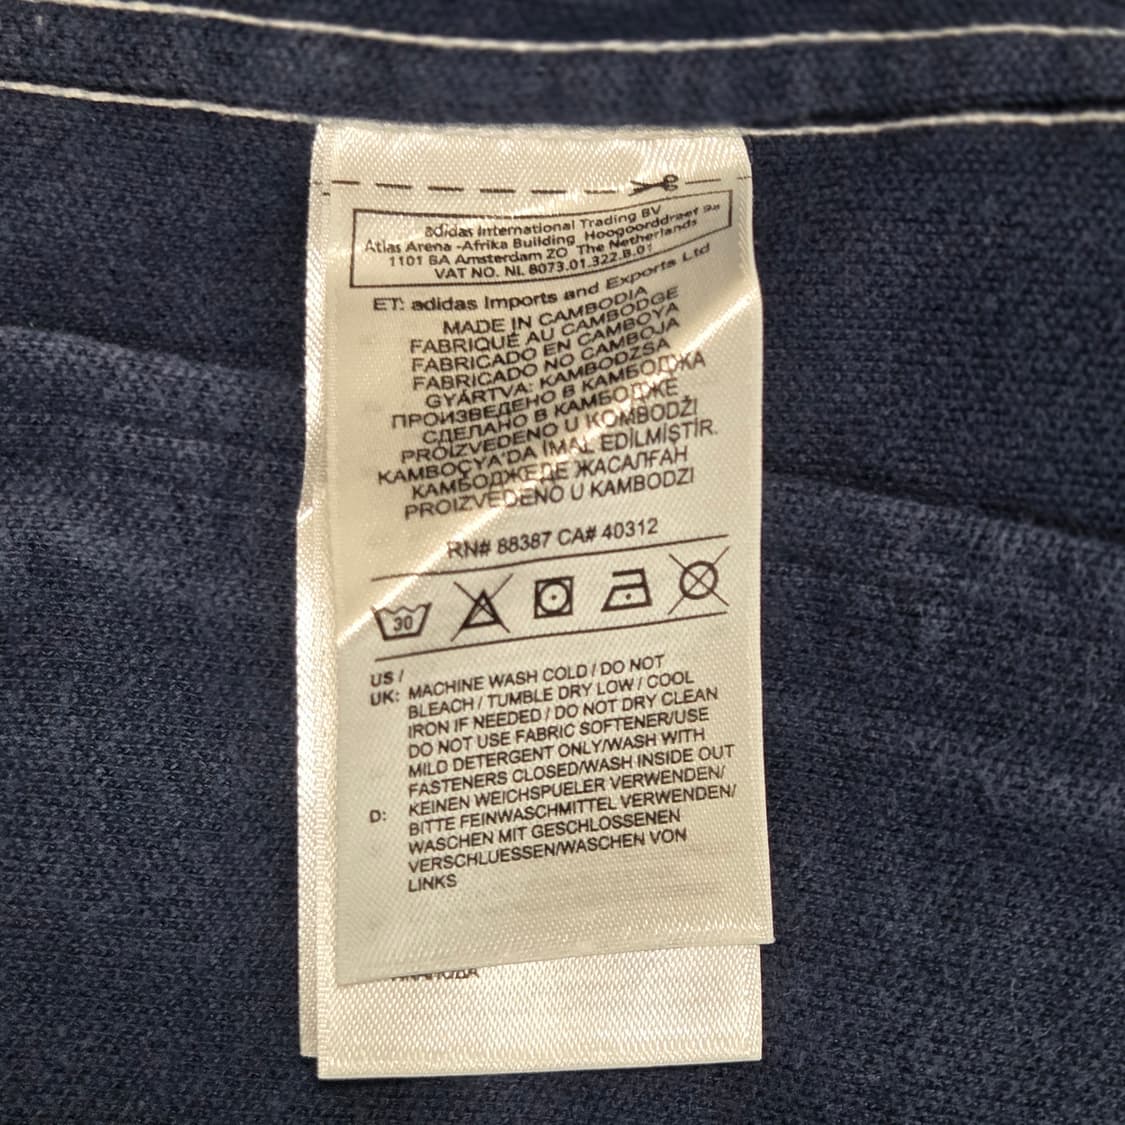 adidas International Trading BV
Atlas Arena -Afrika Building Hoogoorddreef 9a
1101 BA Amsterdam ZO The Netherlands
VAT NO. NL 8073.01.322.B.01
ET: adidas Imports and Exports Ltd
MADE IN CAMBODIA
FABRIQUÉ AU CAMBODGE
FABRICADO EN CAMBOYA
FABRICADO NO CAMBOJA
GYÁRTVA: KAMBODZSA
ПРОИЗВЕДЕНО В КАМБОДЖА
СДЕЛАНО В КАМБОДЖЕ
PROIZVEDENO U KOMBODŽI
KAMBOÇYA'DA İMAL EDİLMİŞTİR.
КАМБОДЖЕДЕ ЖАСАЛҒАН
PROIZVEDENO U KAMBODZI
RN# 88387 CA# 40312
30
US /
UK: MACHINE WASH COLD / DO NOT
BLEACH / TUMBLE DRY LOW / COOL
IRON IF NEEDED / DO NOT DRY CLEAN
DO NOT USE FABRIC SOFTENER/USE
MILD DETERGENT ONLY/WASH WITH
FASTENERS CLOSED/WASH INSIDE OUT
D: KEINEN WEICHSPUELER VERWENDEN/
BITTE FEINWASCHMITTEL VERWENDEN/
WASCHEN MIT GESCHLOSSENEN
VERSCHLUESSEN/WASCHEN VON
LINKS